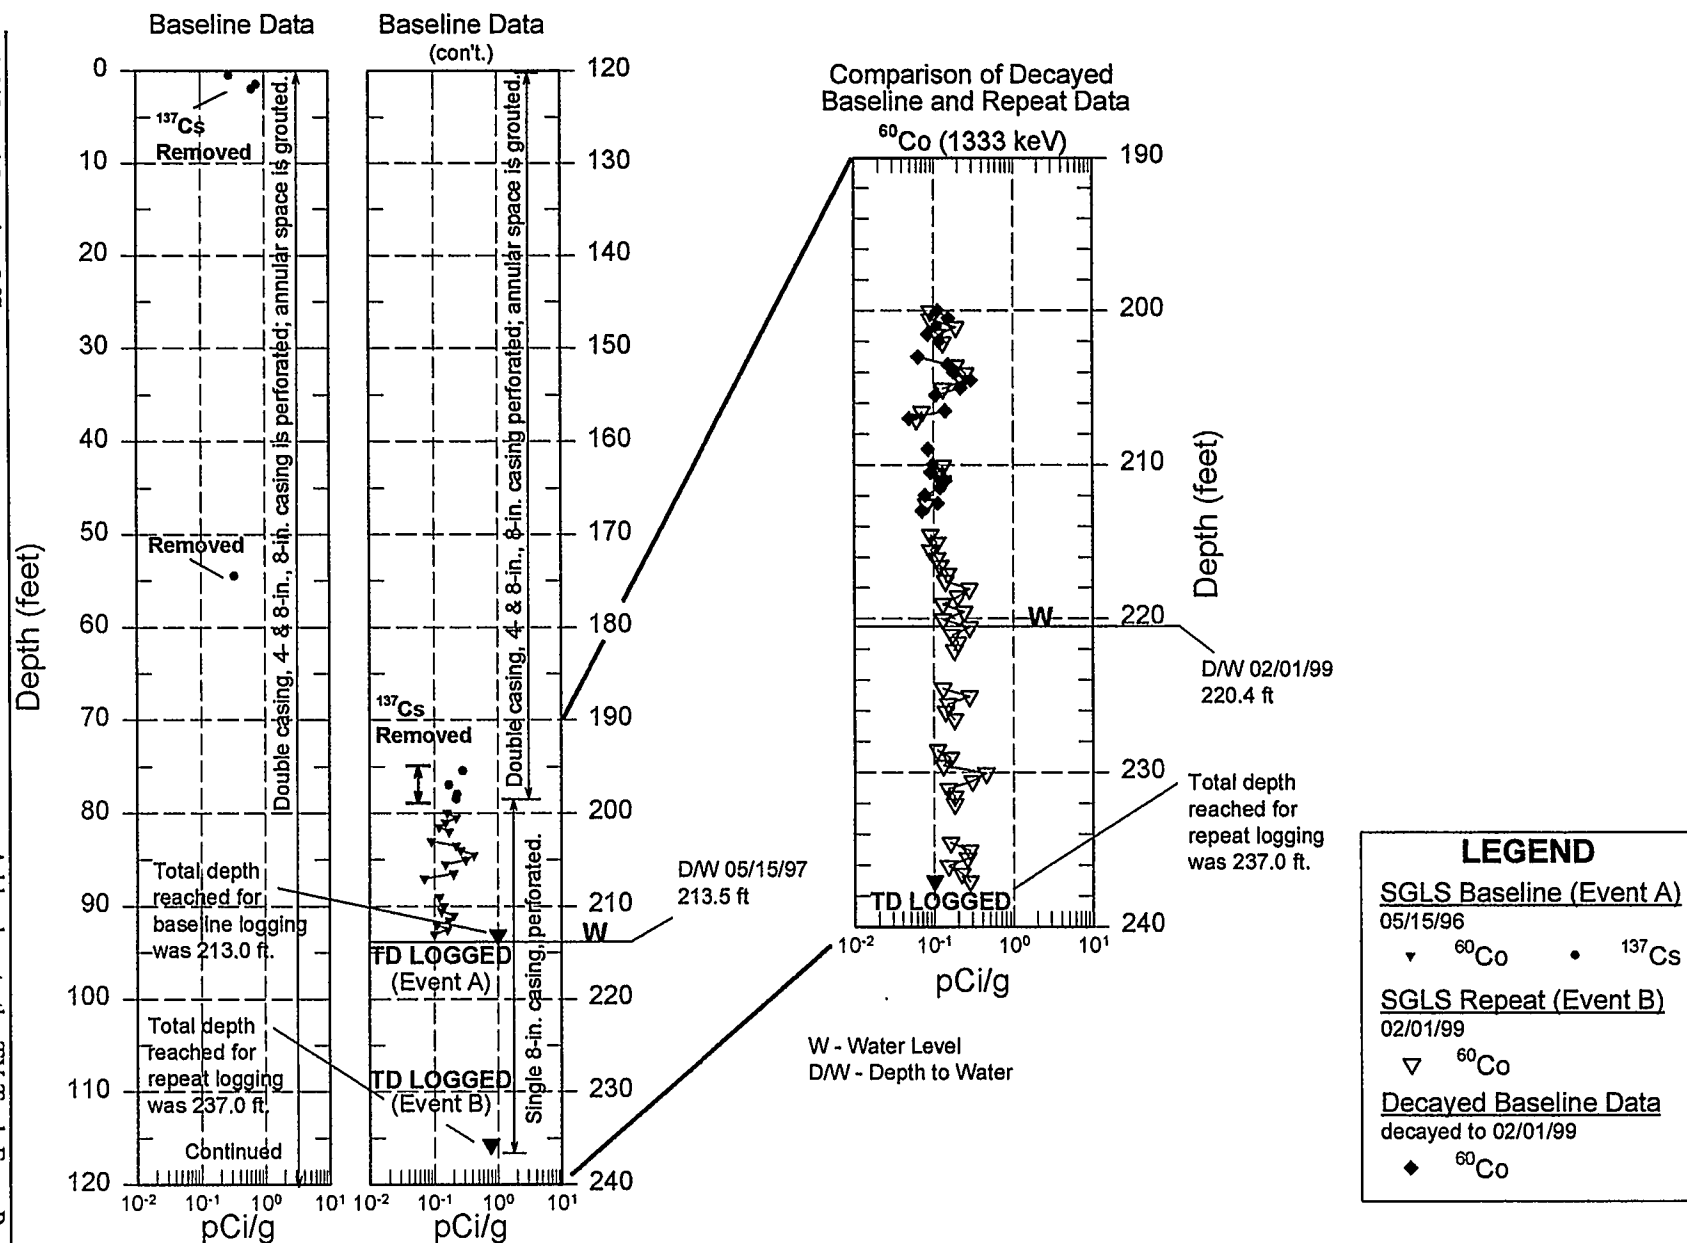 Baseline Data
0
10
20
30
40
50
60
70
80
90
100
110
120
Depth (feet)
137Cs
Removed
Removed
Double casing, 4- & 8-in., 8-in. casing is perforated; annular space is grouted.
Total depth
reached for
baseline logging
was 213.0 ft.
Total depth
reached for
repeat logging
was 237.0 ft.
Continued
10-2 10-1 100 101
pCi/g
Baseline Data
(con't.)
120
130
140
150
160
170
180
190
200
210
220
230
240
Double casing, 4- & 8-in., 8-in. casing perforated; annular space is grouted.
137Cs
Removed
Single 8-in. casing, perforated.
D/W 05/15/97
213.5 ft
W
TD LOGGED
(Event A)
TD LOGGED
(Event B)
10-2 10-1 100 101
pCi/g
Comparison of Decayed
Baseline and Repeat Data
60Co (1333 keV)
190
200
210
220
230
240
Depth (feet)
W
D/W 02/01/99
220.4 ft
Total depth
reached for
repeat logging
was 237.0 ft.
TD LOGGED
10-2 10-1 100 101
pCi/g
W - Water Level
D/W - Depth to Water
LEGEND
SGLS Baseline (Event A)
05/15/96
60Co 137Cs
SGLS Repeat (Event B)
02/01/99
60Co
Decayed Baseline Data
decayed to 02/01/99
60Co